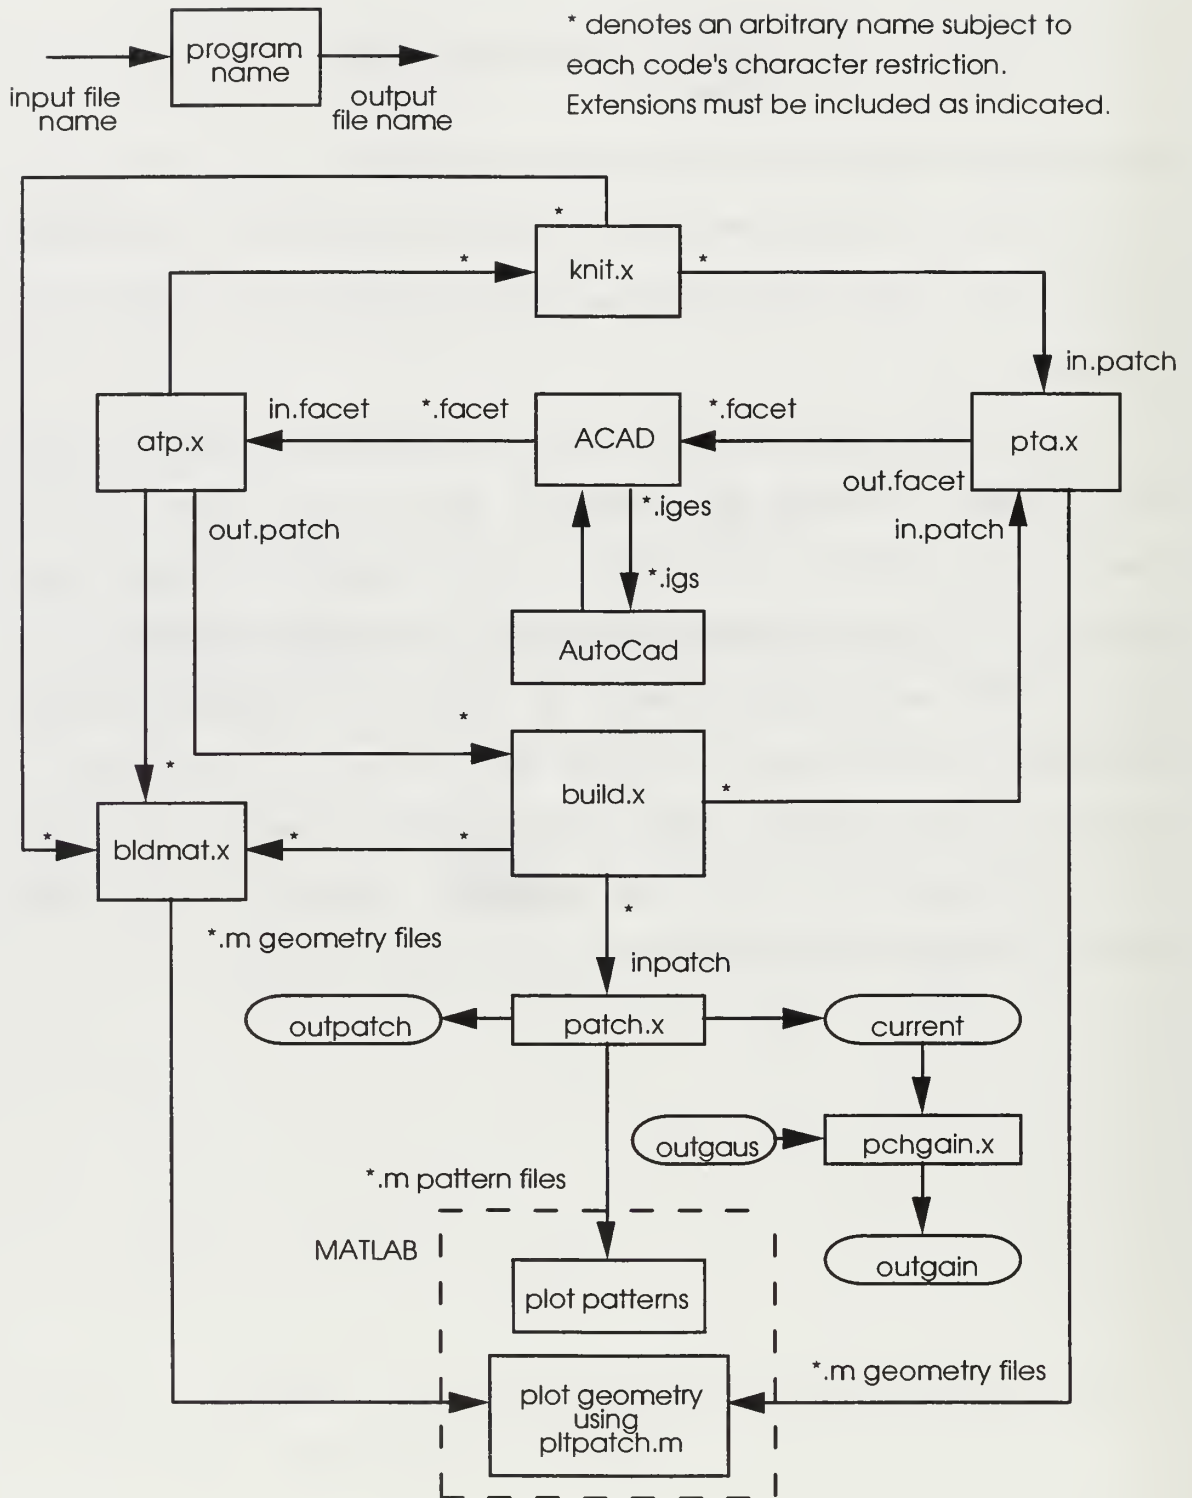 program
name
input file
name
output
file name
* denotes an arbitrary name subject to
each code's character restriction.
Extensions must be included as indicated.
*
*
knit.x
*
in.patch
in.facet
*.facet
*.facet
atp.x
ACAD
pta.x
out.facet
*.iges
out.patch
in.patch
*.igs
AutoCad
*
*
build.x
*
*
*
*
bldmat.x
*
*.m geometry files
inpatch
outpatch
patch.x
current
outgaus
pchgain.x
*.m pattern files
MATLAB
outgain
plot patterns
*.m geometry files
plot geometry
using
pltpatch.m